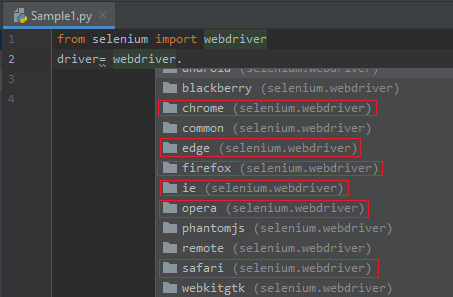 Sample1.py
1 from selenium import webdriver
2 driver= webdriver.
3
4
android (selenium.webdriver)
blackberry (selenium.webdriver)
chrome (selenium.webdriver)
common (selenium.webdriver)
edge (selenium.webdriver)
firefox (selenium.webdriver)
ie (selenium.webdriver)
opera (selenium.webdriver)
phantomjs (selenium.webdriver)
remote (selenium.webdriver)
safari (selenium.webdriver)
webkitgtk (selenium.webdriver)